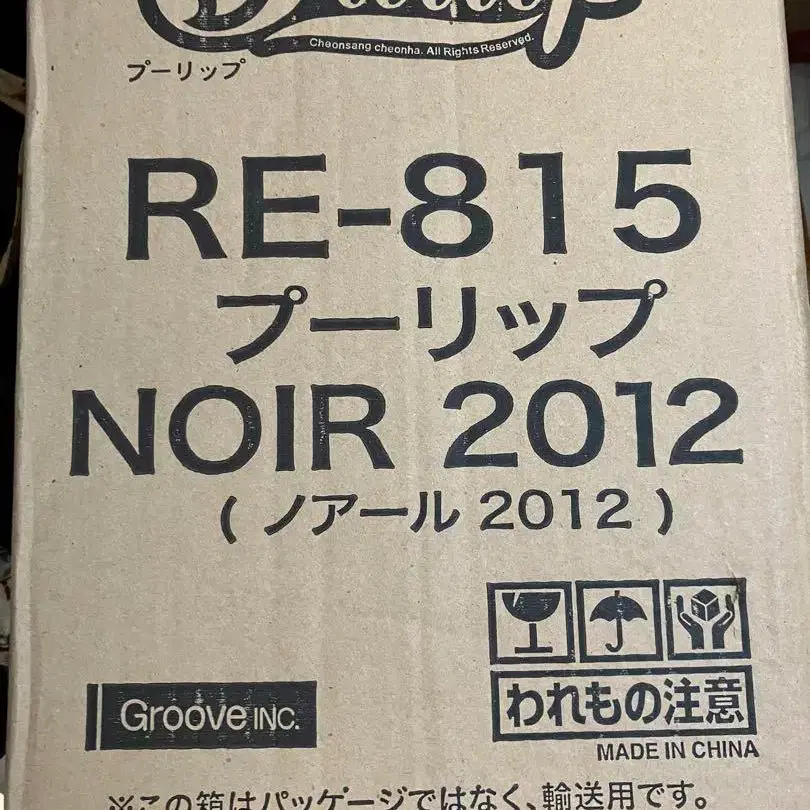 Cheonsang cheonha. All Rights Reserved.
プーリップ
RE-815
プーリップ
NOIR 2012
( ノアール 2012 )
われもの注意
Groove INC.
MADE IN CHINA
※この箱はパッケージではなく、輸送用です。